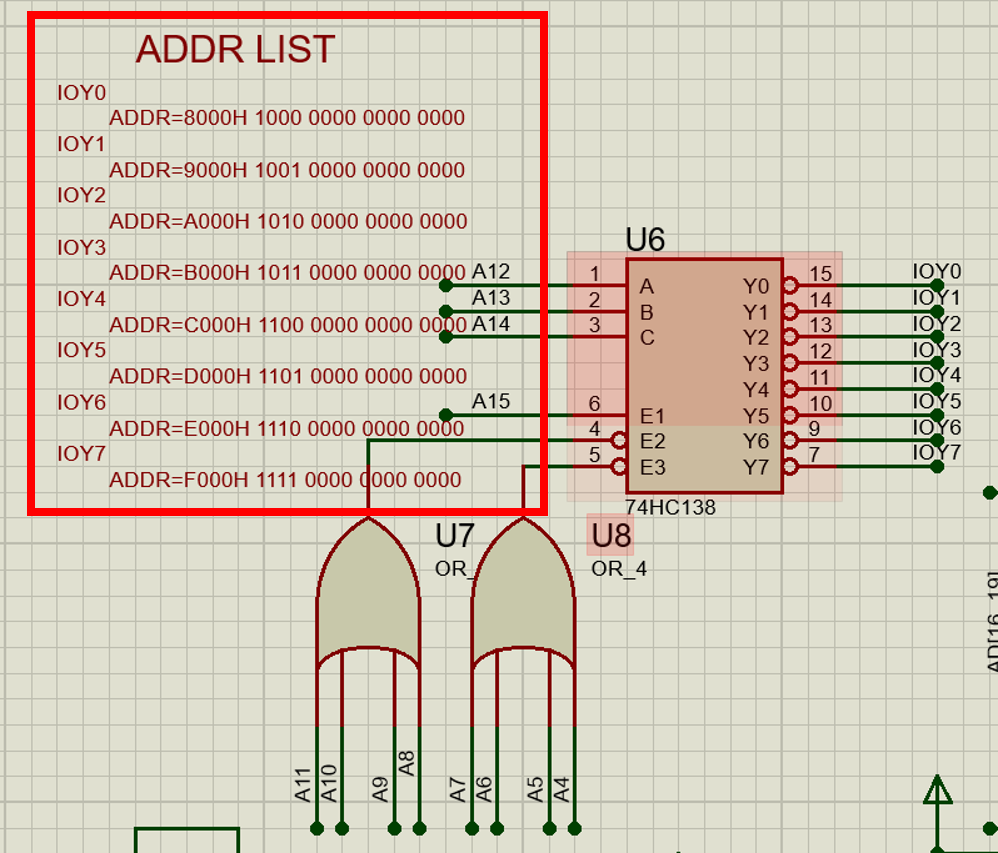 ADDR LIST
IOY0
ADDR=8000H 1000 0000 0000 0000
IOY1
ADDR=9000H 1001 0000 0000 0000
IOY2
ADDR=A000H 1010 0000 0000 0000
IOY3
ADDR=B000H 1011 0000 0000 0000
IOY4
ADDR=C000H 1100 0000 0000 0000
IOY5
ADDR=D000H 1101 0000 0000 0000
IOY6
ADDR=E000H 1110 0000 0000 0000
IOY7
ADDR=F000H 1111 0000 0000 0000
U6
A12 1 A Y0 15 IOY0
A13 2 B Y1 14 IOY1
A14 3 C Y2 13 IOY2
Y3 12 IOY3
Y4 11 IOY4
A15 6 E1 Y5 10 IOY5
4 E2 Y6 9 IOY6
5 E3 Y7 7 IOY7
74HC138
U7
OR_
U8
OR_4
A11
A10
A9
A8
A7
A6
A5
A4